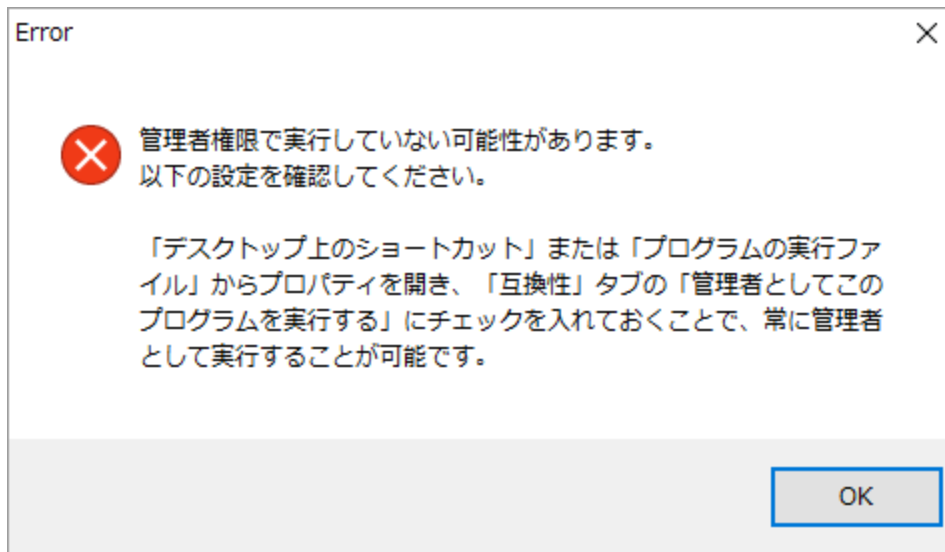 Error
管理者権限で実行していない可能性があります。
以下の設定を確認してください。
「デスクトップ上のショートカット」または「プログラムの実行ファ
イル」からプロパティを開き、「互換性」タブの「管理者としてこの
プログラムを実行する」にチェックを入れておくことで、常に管理者
として実行することが可能です。
OK